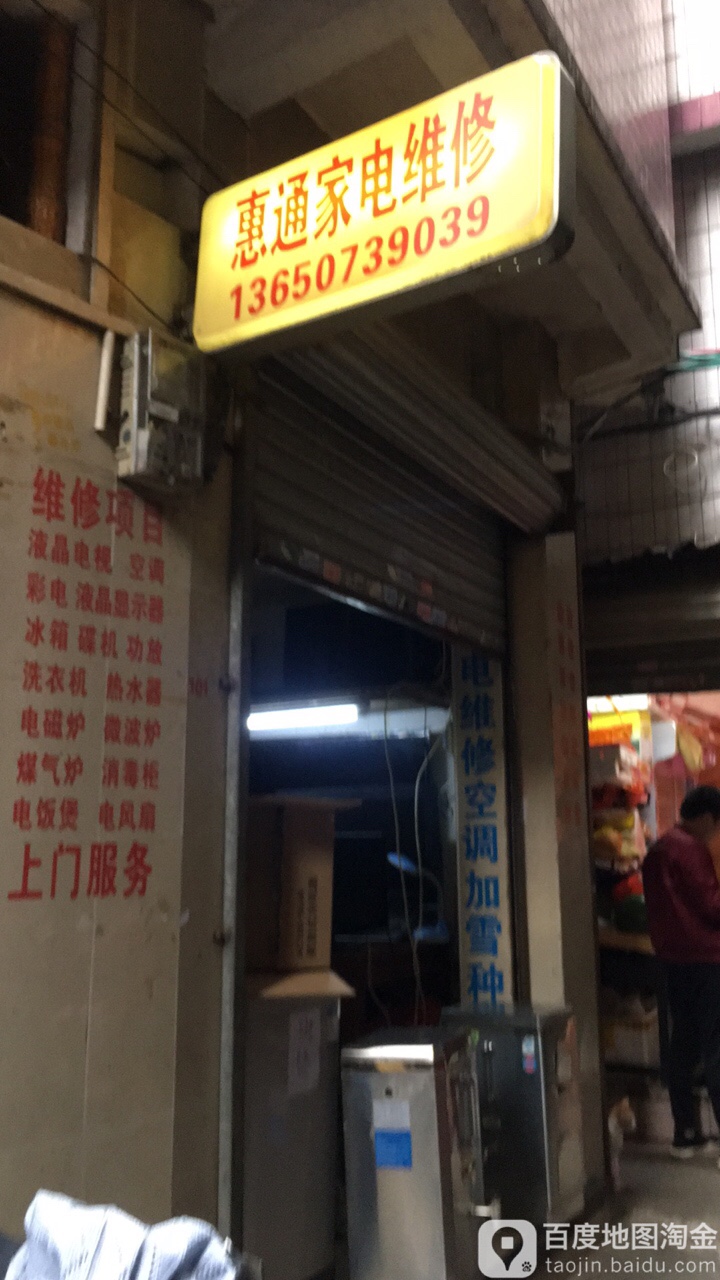 惠通家电维修
13650739039
维修项目
液晶电视 空调
彩电 液晶显示器
冰箱 碟机 功放
洗衣机 热水器
电磁炉 微波炉
煤气炉 消毒柜
电饭煲 电风扇
上门服务
101
电维修空调加雪种
百度地图淘金
taojin.baidu.com